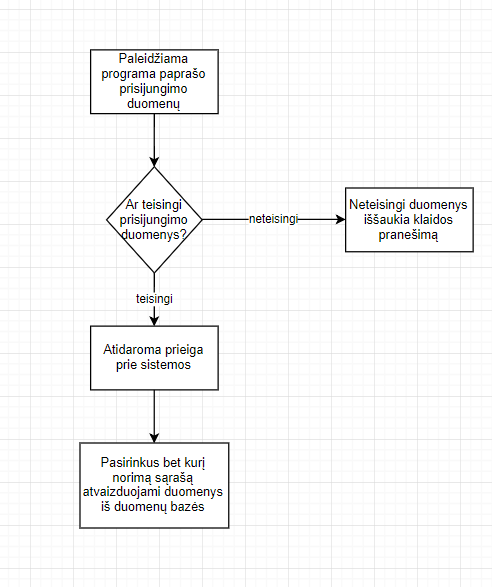 Paleidžiama
programa paprašo
prisijungimo
duomenų
Ar teisingi
prisijungimo
duomenys?
neteisingi
Neteisingi duomenys
iššaukia klaidos
pranešimą
teisingi
Atidaroma prieiga
prie sistemos
Pasirinkus bet kurį
norimą sąrašą
atvaizduojami duomenys
iš duomenų bazės